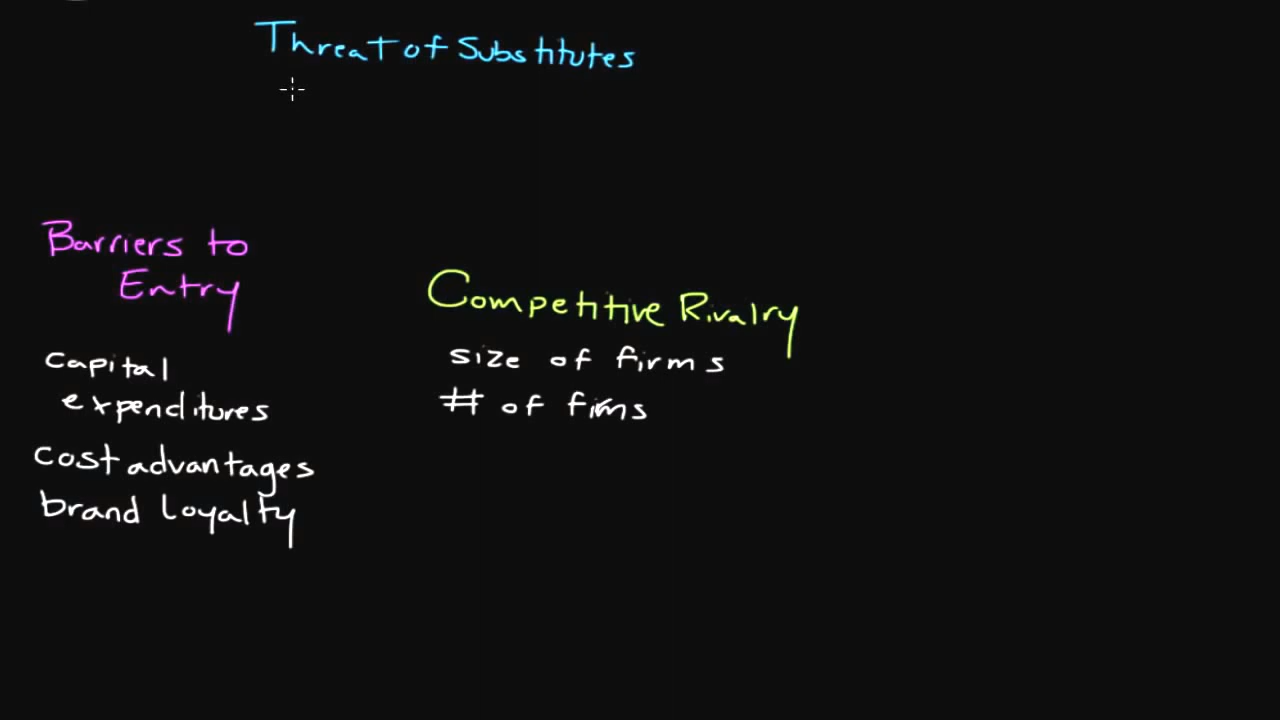 Threat of Substitutes
Barriers to
Entry
Competitive Rivalry
capital
expenditures
cost advantages
brand loyalty
size of firms
# of firms